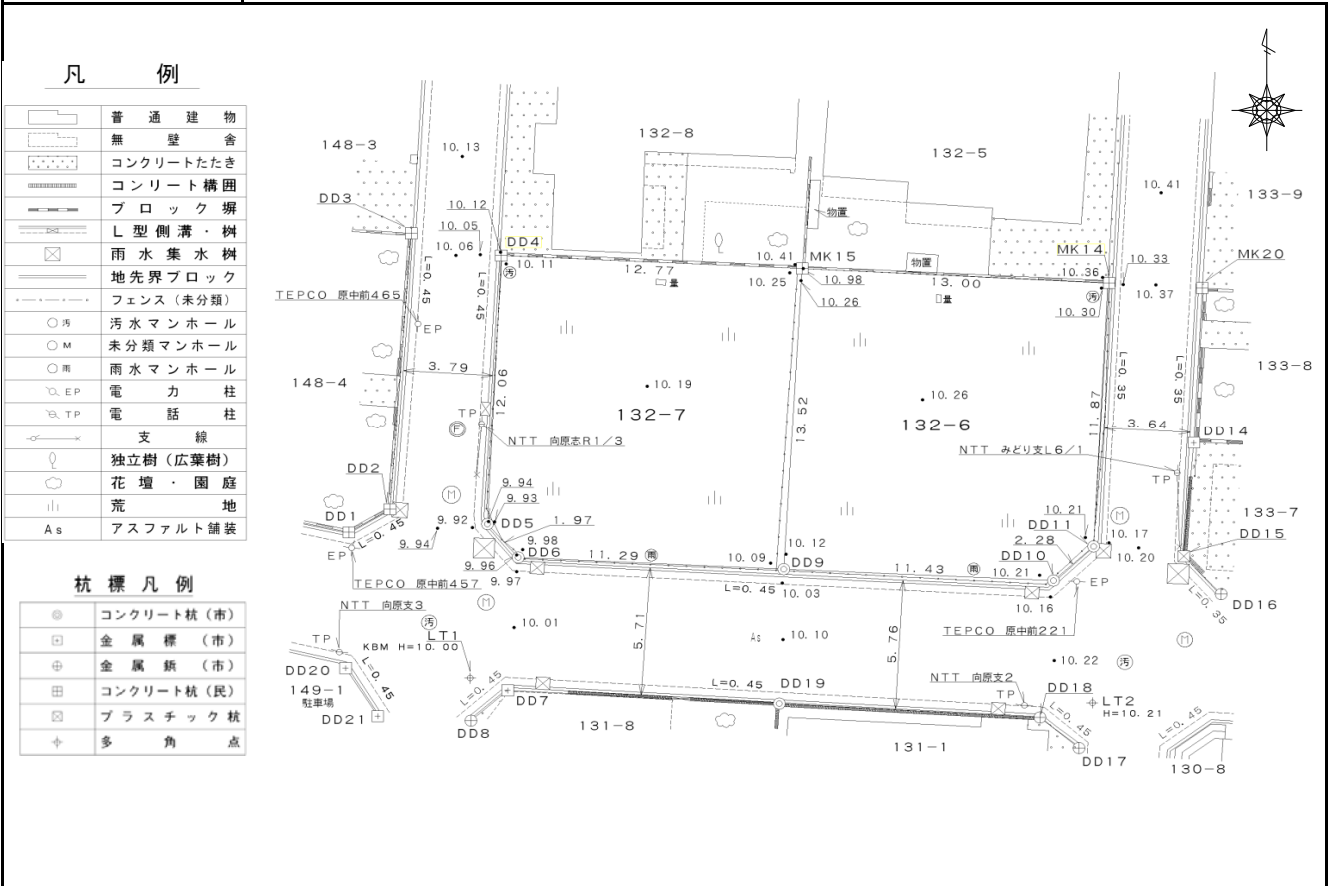 凡 例
普 通 建 物
無 壁 舎
コンクリートたたき
コンリート構囲
ブロック塀
L型側溝・桝
雨水集水桝
地先界ブロック
フェンス（未分類）
汚 汚水マンホール
M 未分類マンホール
雨 雨水マンホール
EP 電 力 柱
TP 電 話 柱
支 線
独立樹（広葉樹）
花壇・園庭
荒 地
As アスファルト舗装
杭標凡例
コンクリート杭（市）
金属標（市）
金属鋲（市）
コンクリート杭（民）
プラスチック杭
多 角 点
148-3
10.13
132-8
132-5
10.41
133-9
DD3
10.12
10.05
10.06
DD4
10.11
汚
12.77
量
10.41
MK15
10.25
10.98
10.26
物置
物置
13.00
量
MK14
10.36
10.33
10.30
汚
10.37
MK20
L=0.45
L=0.45
TEPCO 原中前465
EP
148-4
3.79
12.06
TP
F
NTT 向原志R1/3
10.19
132-7
13.52
10.26
132-6
11.87
L=0.35
L=0.35
3.64
133-8
NTT みどり支L6/1
DD14
TP
133-7
DD15
DD16
L=0.35
DD2
DD1
L=0.45
EP
TEPCO 原中前457
M
9.92
9.94
9.94
9.93
DD5
1.97
9.98
DD6
9.96
9.97
11.29
雨
10.09
10.12
DD9
10.03
L=0.45
11.43
雨
10.21
DD11
2.28
DD10
10.21
10.17
10.20
M
EP
10.16
TEPCO 原中前221
NTT 向原支3
TP
DD20
149-1
駐車場
DD21
L=0.45
M
汚
10.01
LT1
KBM H=10.00
L=0.45
DD7
DD8
5.71
As
10.10
5.76
L=0.45
DD19
131-8
131-1
10.22
汚
M
NTT 向原支2
TP
DD18
LT2
H=10.21
L=0.45
DD17
L=0.45
130-8